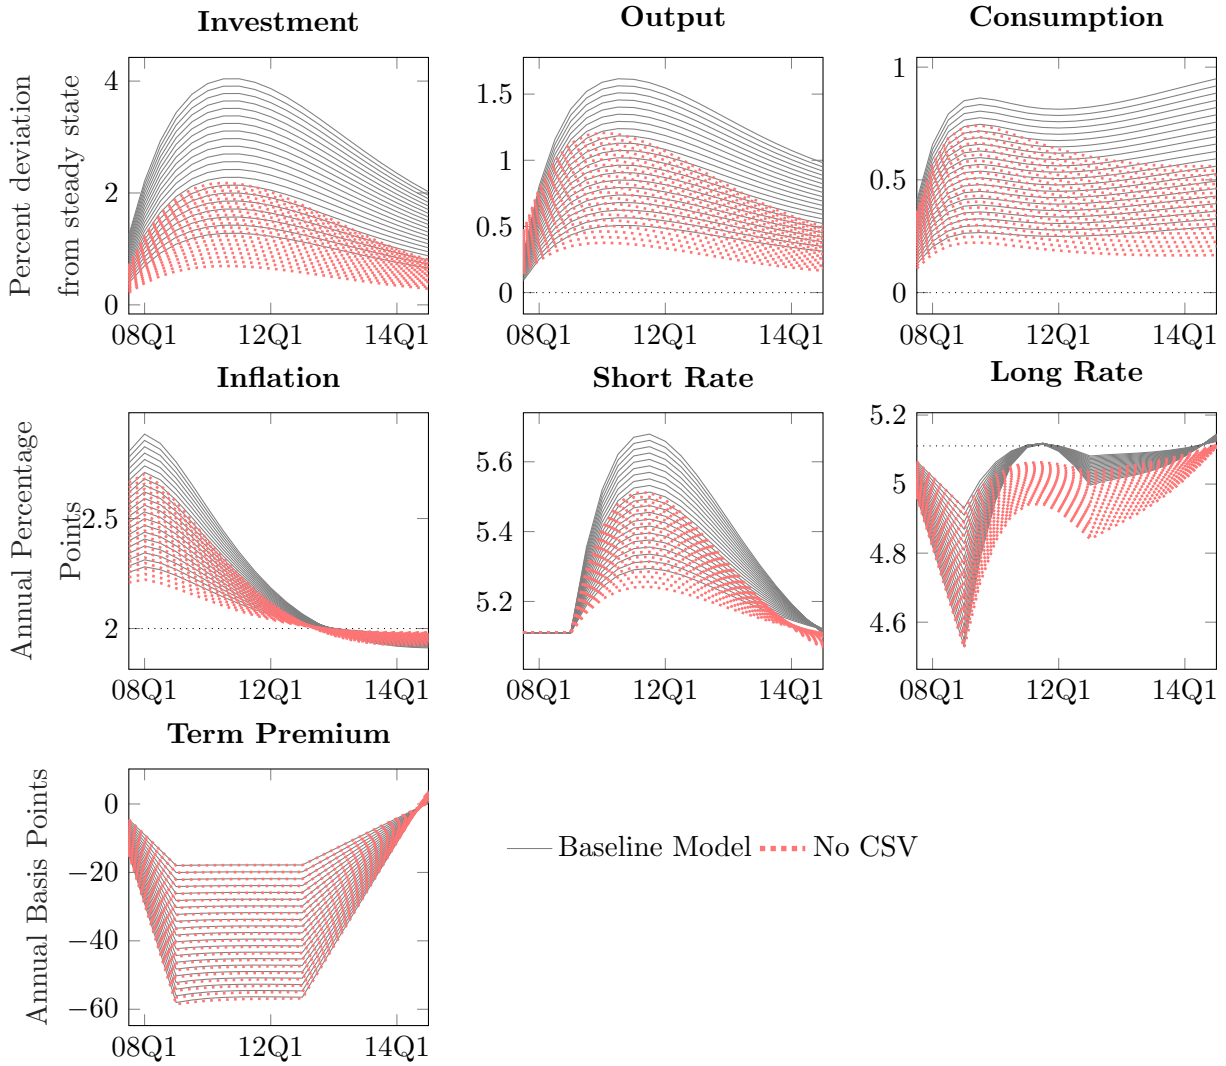 Investment
Output
Consumption
Percent deviation
from steady state
4
2
0
08Q1
12Q1
14Q1
1.5
1
0.5
0
08Q1
12Q1
14Q1
1
0.5
0
08Q1
12Q1
14Q1
Inflation
Short Rate
Long Rate
Annual Percentage
Points
2.5
2
08Q1
12Q1
14Q1
5.6
5.4
5.2
08Q1
12Q1
14Q1
5.2
5
4.8
4.6
08Q1
12Q1
14Q1
Term Premium
Annual Basis Points
0
−20
−40
−60
08Q1
12Q1
14Q1
Baseline Model
No CSV